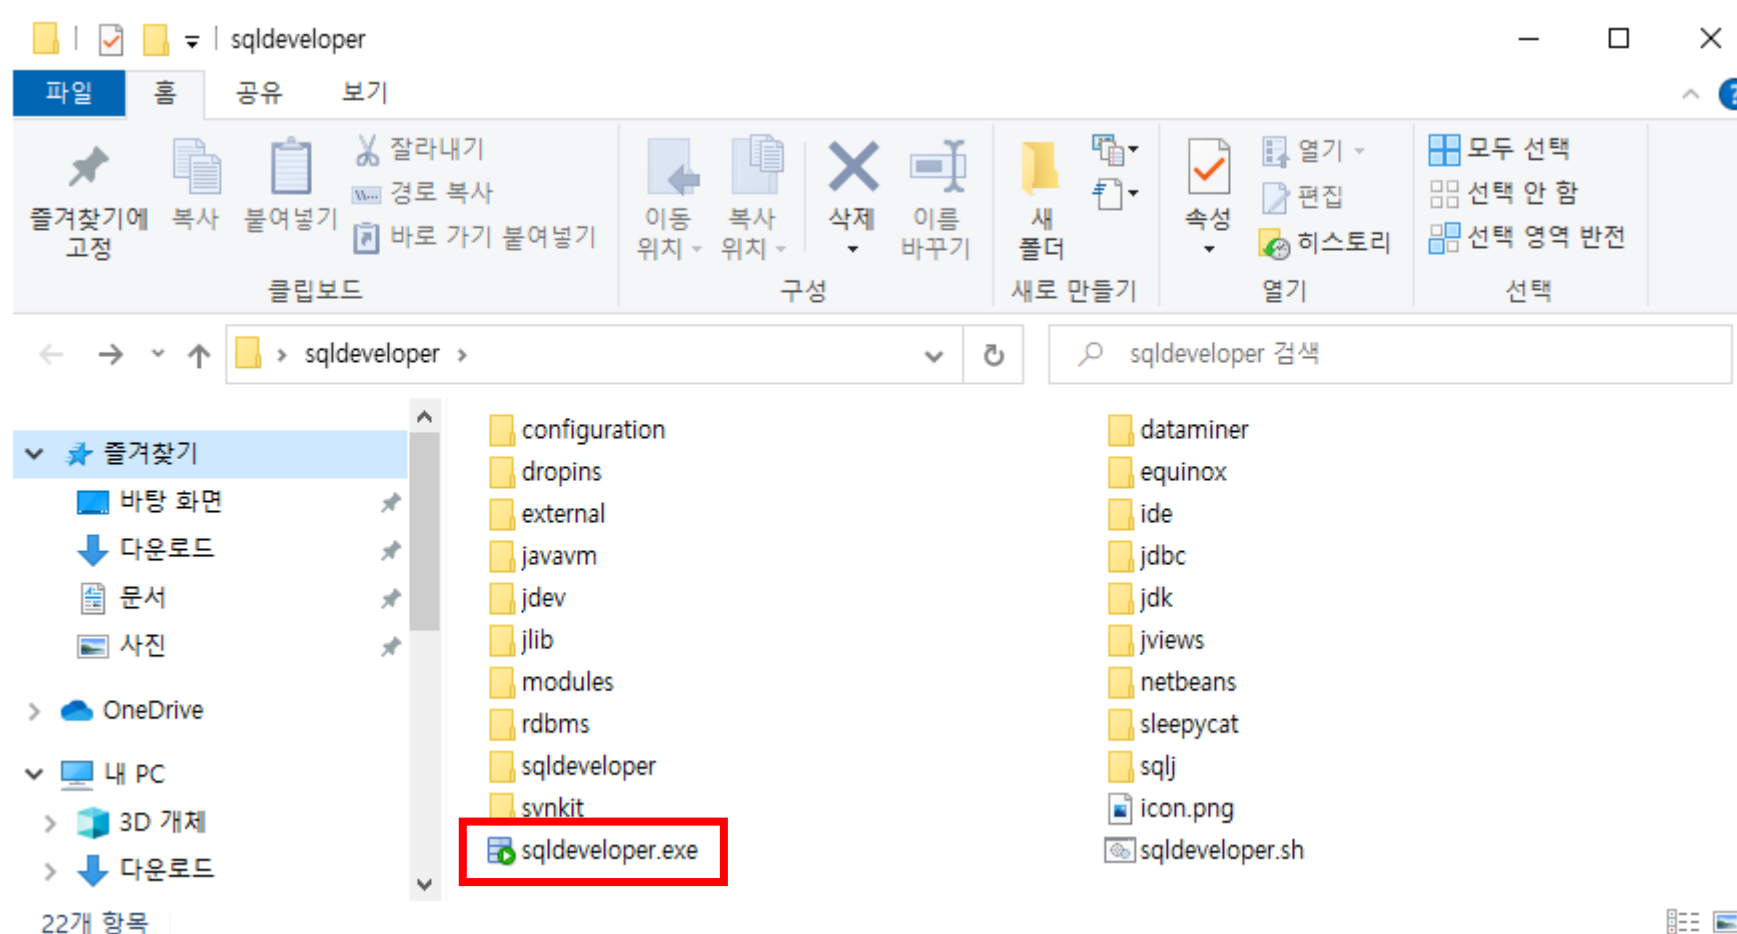 sqldeveloper
파일 홈 공유 보기
즐겨찾기에
고정
복사
붙여넣기
잘라내기
경로 복사
바로 가기 붙여넣기
클립보드
이동
위치
복사
위치
삭제
이름
바꾸기
구성
새
폴더
새로 만들기
속성
열기
편집
히스토리
열기
모두 선택
선택 안 함
선택 영역 반전
선택
sqldeveloper
sqldeveloper 검색
즐겨찾기
바탕 화면
다운로드
문서
사진
OneDrive
내 PC
3D 개체
다운로드
configuration
dropins
external
javavm
jdev
jlib
modules
rdbms
sqldeveloper
svnkit
sqldeveloper.exe
dataminer
equinox
ide
jdbc
jdk
jviews
netbeans
sleepycat
sqlj
icon.png
sqldeveloper.sh
22개 항목